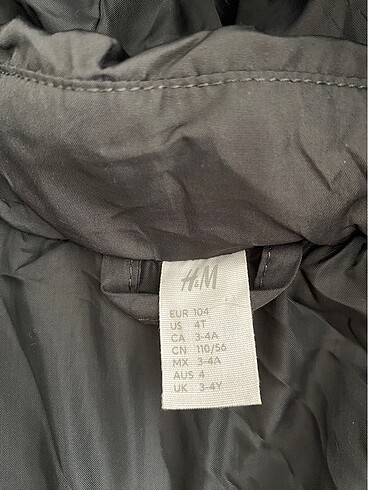 H&M
EUR 104
US 4T
CA 3-4A
CN 110/56
MX 3-4A
AUS 4
UK 3-4Y